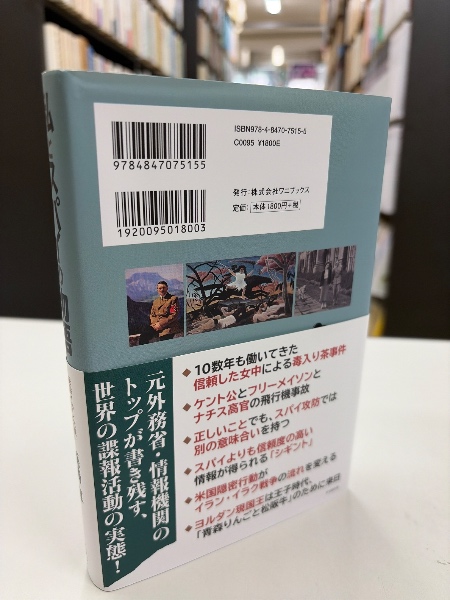 ISBN978-4-8470-7515-5
C0095 ¥1800E
9784847075155
発行：株式会社ワニブックス
定価：本体1800円+税
1920095018003
元外務省・情報機関の
トップが書き残す、
世界の諜報活動の実態！
◆10数年も働いてきた
信頼した女中による毒入り茶事件
◆ケント公とフリーメイソンと
ナチス高官の飛行機事故
◆正しいことでも、スパイ攻防では
別の意味合いを持つ
◆スパイよりも信頼度の高い
情報が得られる「シギント」
◆米国隠密行動が
イラン・イラク戦争の流れを変える
◆ヨルダン現国王は王子時代、
「青森りんごと松阪牛」のために来日